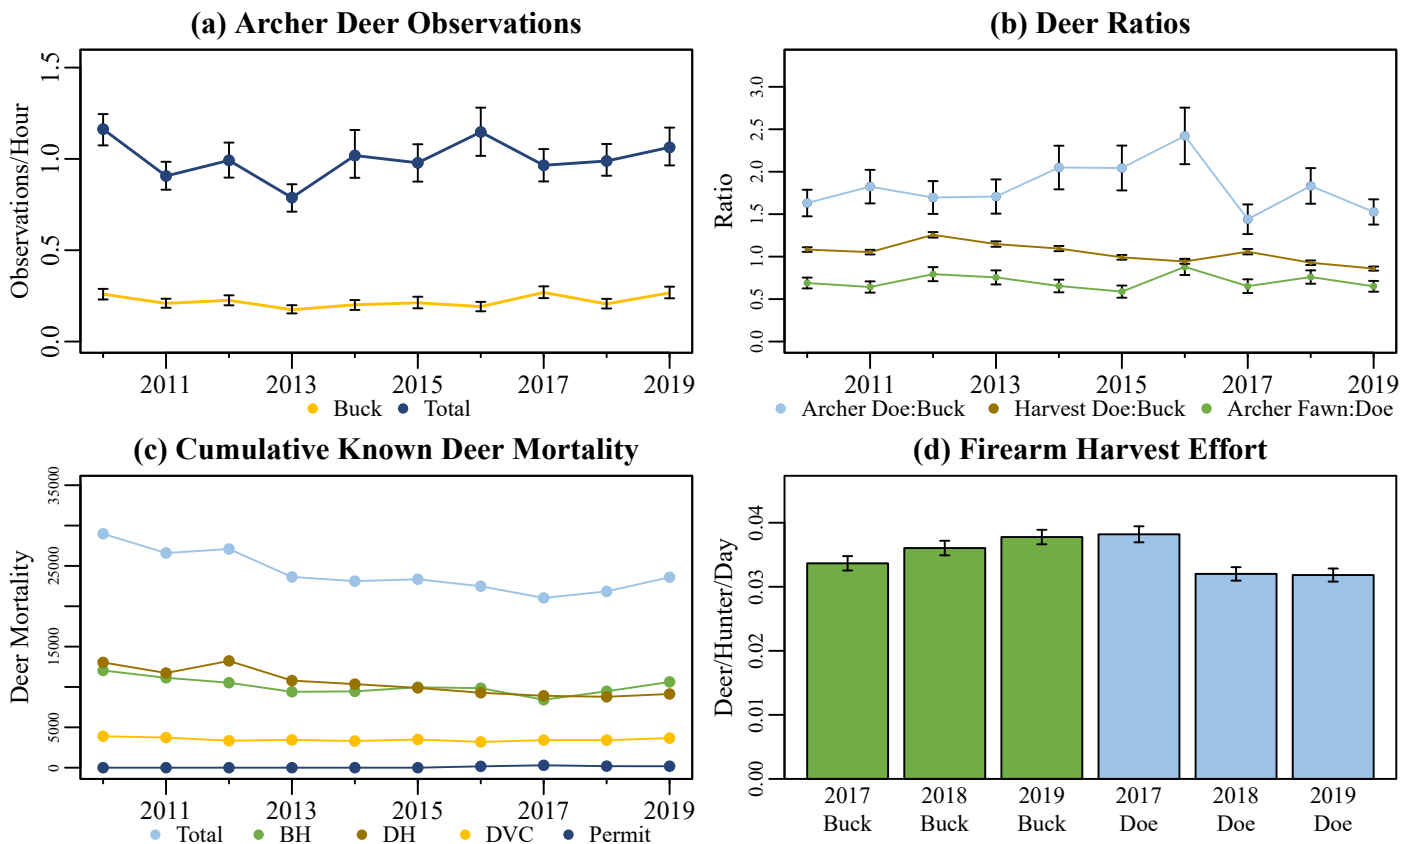 (a) Archer Deer Observations
Observations/Hour
1.5
1.0
0.5
0.0
2011 2013 2015 2017 2019
Buck Total
(b) Deer Ratios
Ratio
3.0
2.5
2.0
1.5
1.0
0.5
0.0
2011 2013 2015 2017 2019
Archer Doe:Buck Harvest Doe:Buck Archer Fawn:Doe
(c) Cumulative Known Deer Mortality
Deer Mortality
35000
25000
15000
5000
0
2011 2013 2015 2017 2019
Total BH DH DVC Permit
(d) Firearm Harvest Effort
Deer/Hunter/Day
0.04
0.03
0.02
0.01
0.00
2017 2018 2019 2017 2018 2019
Buck Buck Buck Doe Doe Doe